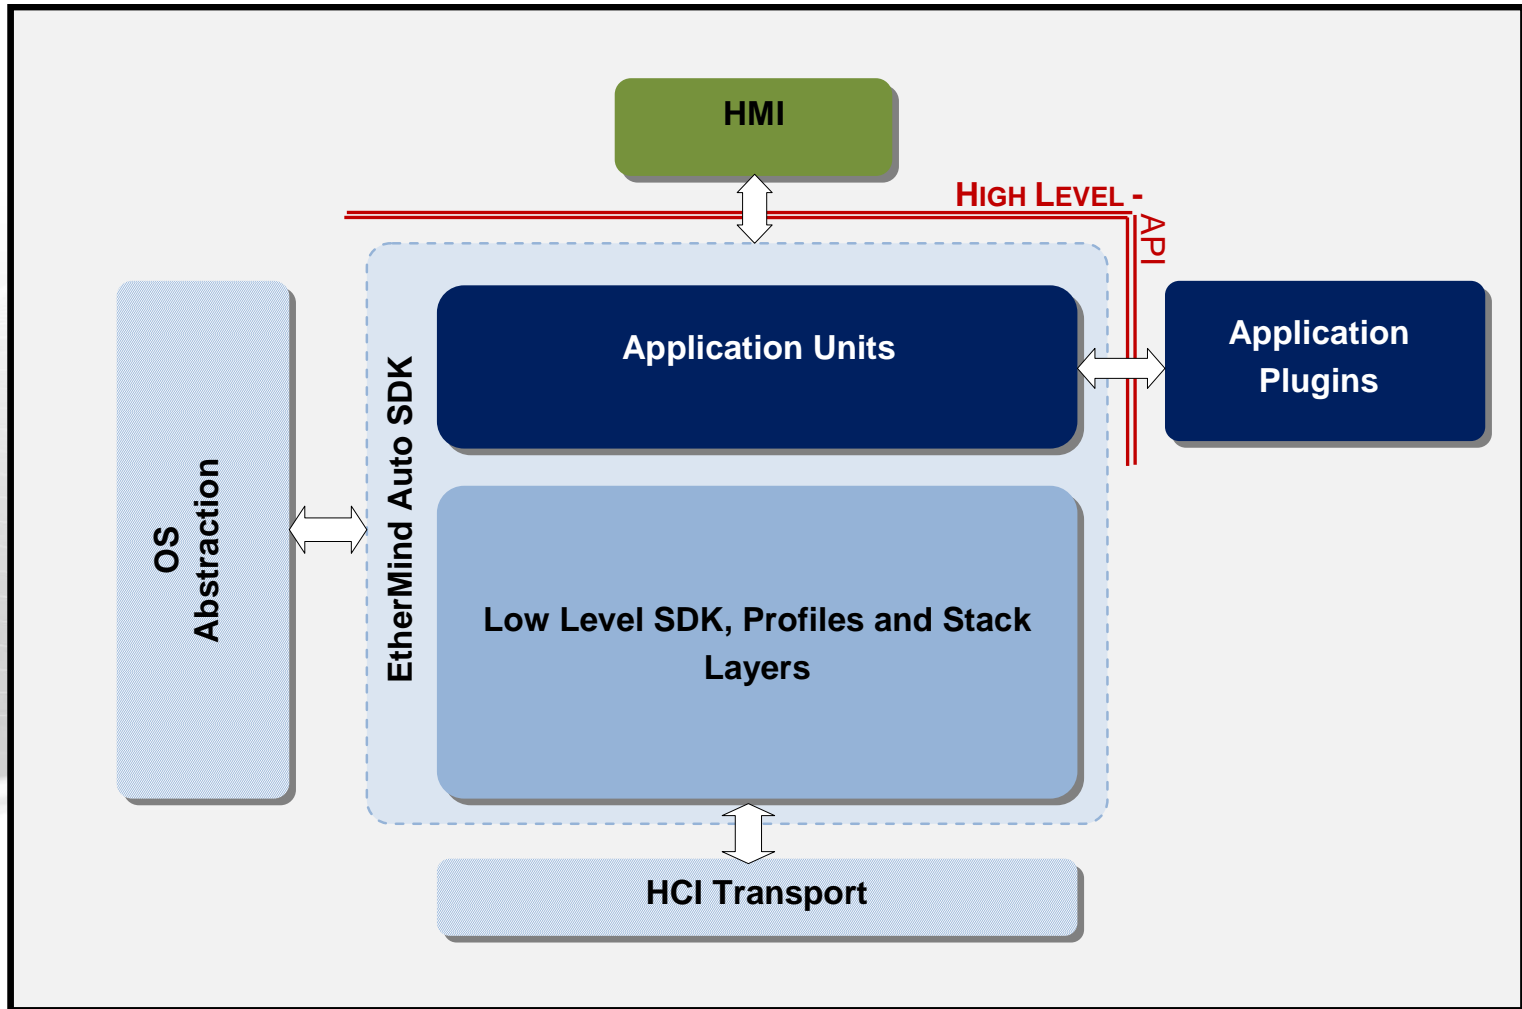 HMI
HIGH LEVEL -
API
Application Units
Application
Plugins
EtherMind Auto SDK
OS
Abstraction
Low Level SDK, Profiles and Stack
Layers
HCI Transport